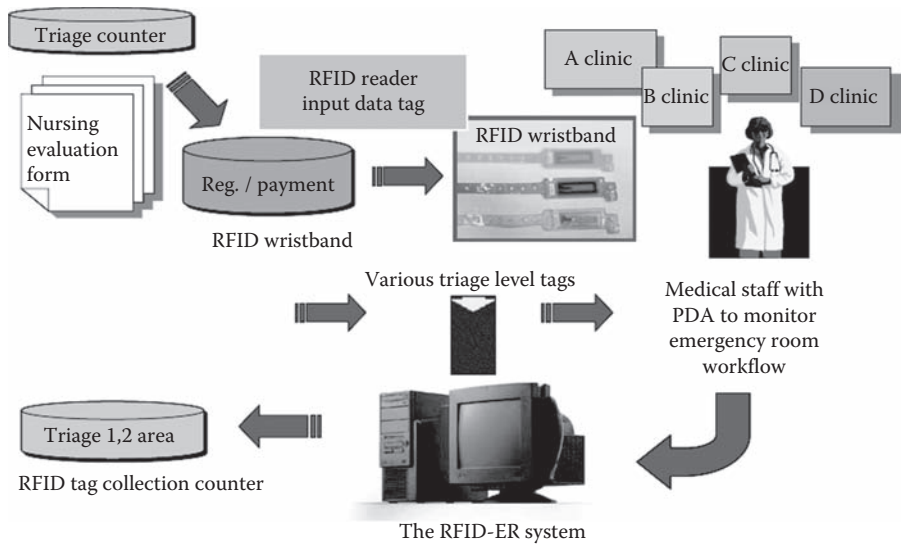 Triage counter
Nursing
evaluation
form
RFID reader
input data tag
Reg. / payment
RFID wristband
RFID wristband
A clinic
B clinic
C clinic
D clinic
Various triage level tags
Medical staff with
PDA to monitor
emergency room
workflow
Triage 1,2 area
RFID tag collection counter
The RFID-ER system